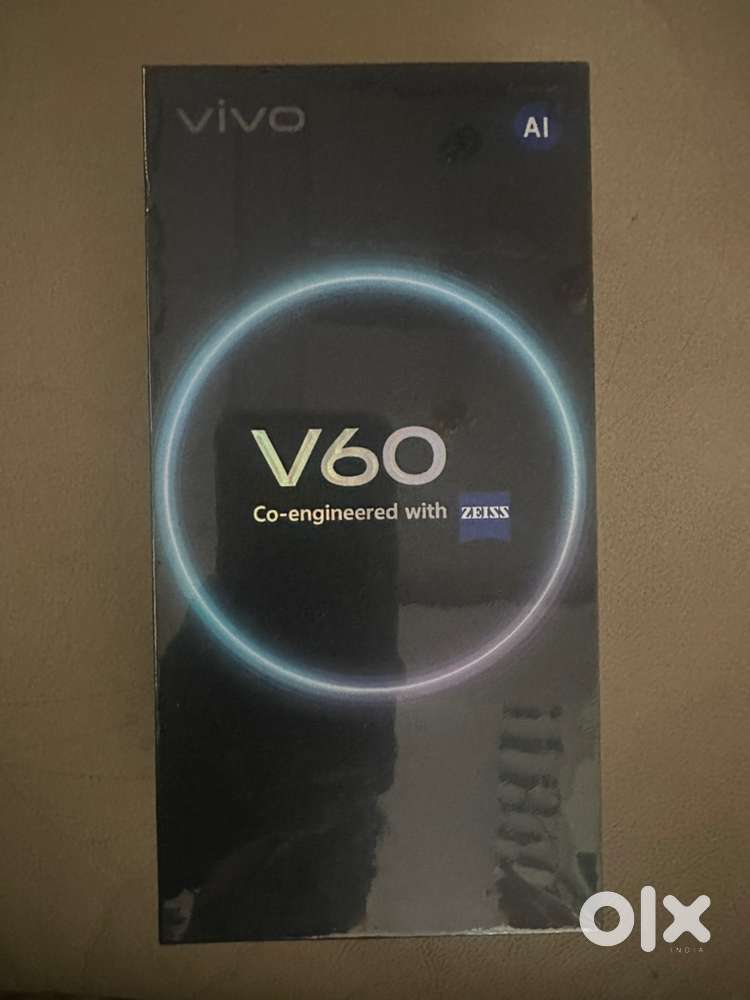 vivo
AI
V60
Co-engineered with ZEISS
olx
INDIA